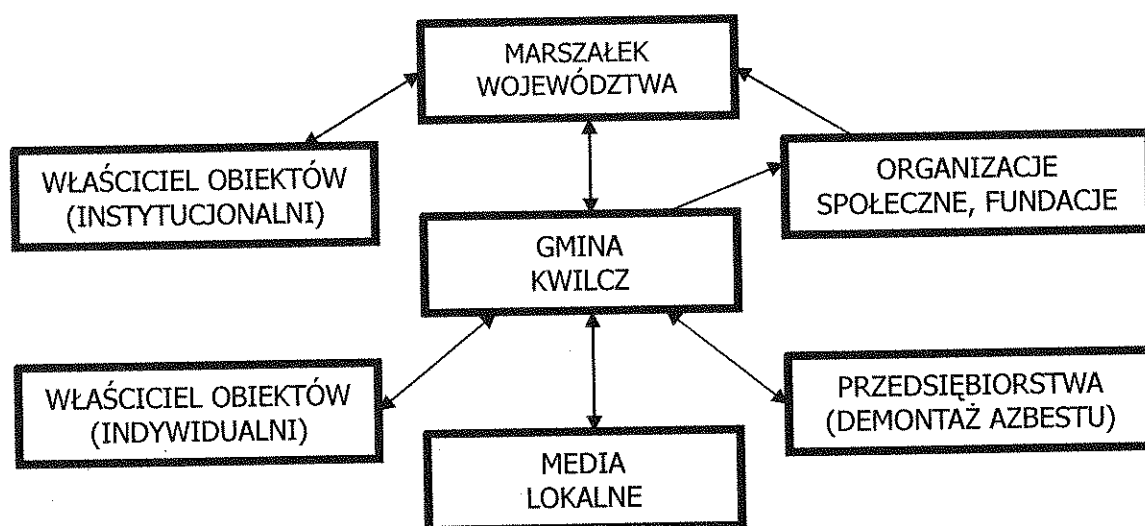 MARSZAŁEK
WOJEWÓDZTWA
WŁAŚCICIEL OBIEKTÓW
(INSTYTUCJONALNI)
ORGANIZACJE
SPOŁECZNE, FUNDACJE
GMINA
KWILCZ
WŁAŚCICIEL OBIEKTÓW
(INDYWIDUALNI)
PRZEDSIĘBIORSTWA
(DEMONTAŻ AZBESTU)
MEDIA
LOKALNE